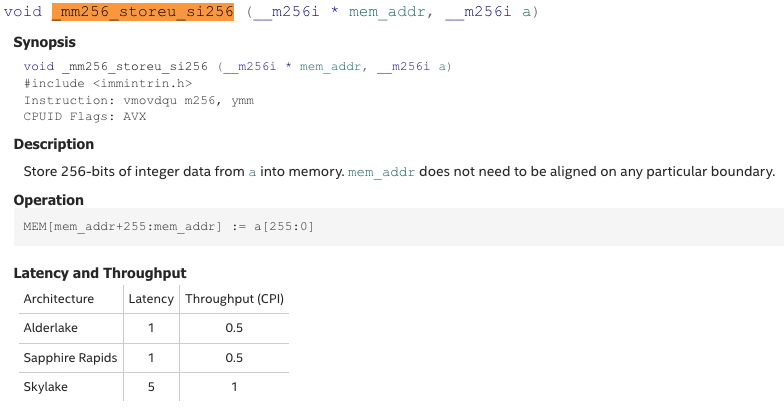 void _mm256_storeu_si256 (__m256i * mem_addr, __m256i a)
Synopsis
void _mm256_storeu_si256 (__m256i * mem_addr, __m256i a)
#include <immintrin.h>
Instruction: vmovdqu m256, ymm
CPUID Flags: AVX
Description
Store 256-bits of integer data from a into memory. mem_addr does not need to be aligned on any particular boundary.
Operation
MEM[mem_addr+255:mem_addr] := a[255:0]
Latency and Throughput
Architecture Latency Throughput (CPI)
Alderlake 1 0.5
Sapphire Rapids 1 0.5
Skylake 5 1